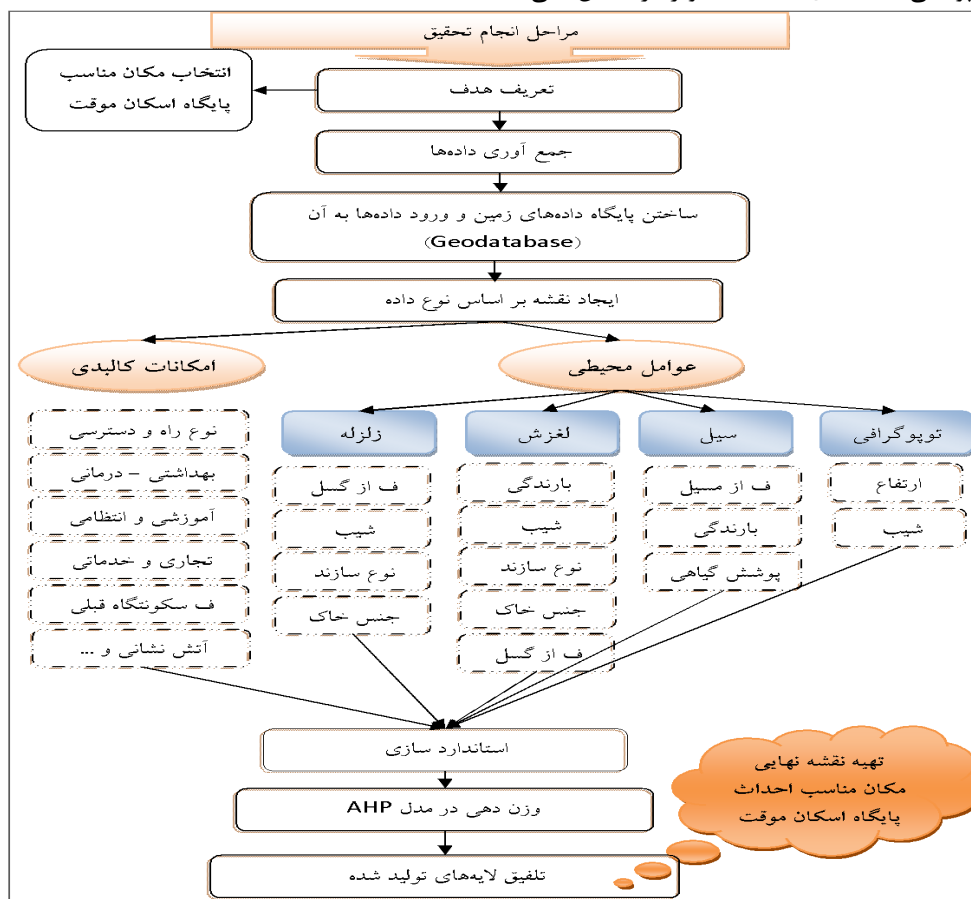 مراحل انجام تحقیق
تعریف هدف
انتخاب مکان مناسب
پایگاه اسکان موقت
جمع آوری داده‌ها
ساختن پایگاه داده‌های زمین و ورود داده‌ها به آن
(Geodatabase)
ایجاد نقشه بر اساس نوع داده
عوامل محیطی
امکانات کالبدی
توپوگرافی
ارتفاع
شیب
سیل
ف از مسیل
بارندگی
پوشش گیاهی
لغزش
بارندگی
شیب
نوع سازند
جنس خاک
ف از گسل
زلزله
ف از گسل
شیب
نوع سازند
جنس خاک
نوع راه و دسترسی
بهداشتی – درمانی
آموزشی و انتظامی
تجاری و خدماتی
ف سکونتگاه قبلی
آتش نشانی و ...
استاندارد سازی
وزن دهی در مدل AHP
تلفیق لایه‌های تولید شده
تهیه نقشه نهایی
مکان مناسب احداث
پایگاه اسکان موقت